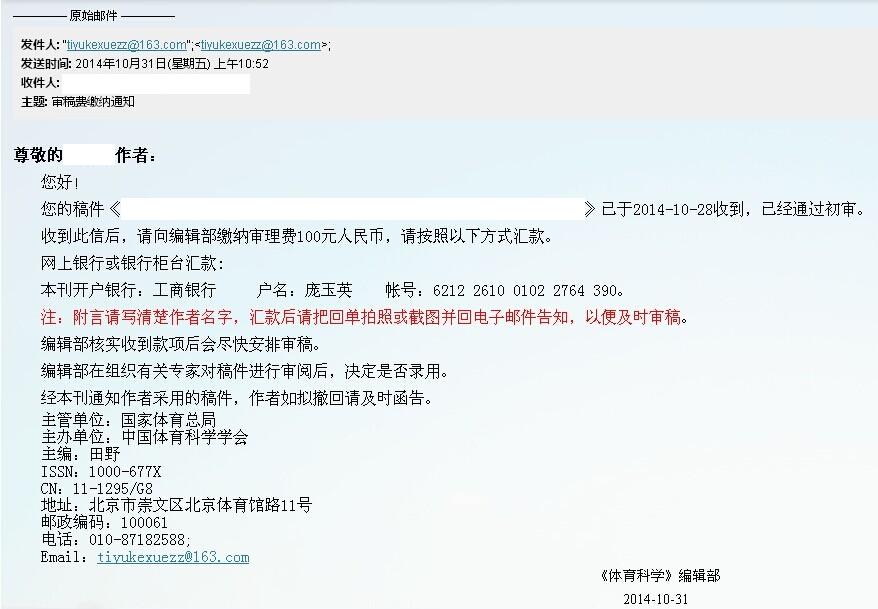 原始邮件
发件人: "tiyukexuezz@163.com";<tiyukexuezz@163.com>;
发送时间: 2014年10月31日(星期五) 上午10:52
收件人:
主题: 审稿费缴纳通知
尊敬的 作者：
您好！
您的稿件《 》已于2014-10-28收到，已经通过初审。
收到此信后，请向编辑部缴纳审理费100元人民币，请按照以下方式汇款。
网上银行或银行柜台汇款：
本刊开户银行：工商银行 户名：庞玉英 帐号：6212 2610 0102 2764 390。
注：附言请写清楚作者名字，汇款后请把回单拍照或截图并回电子邮件告知，以便及时审稿。
编辑部核实收到款项后会尽快安排审稿。
编辑部在组织有关专家对稿件进行审阅后，决定是否录用。
经本刊通知作者采用的稿件，作者如拟撤回请及时函告。
主管单位：国家体育总局
主办单位：中国体育科学学会
主编：田野
ISSN：1000-677X
CN：11-1295/G8
地址：北京市崇文区北京体育馆路11号
邮政编码：100061
电话：010-87182588;
Email：tiyukexuezz@163.com
《体育科学》编辑部
2014-10-31